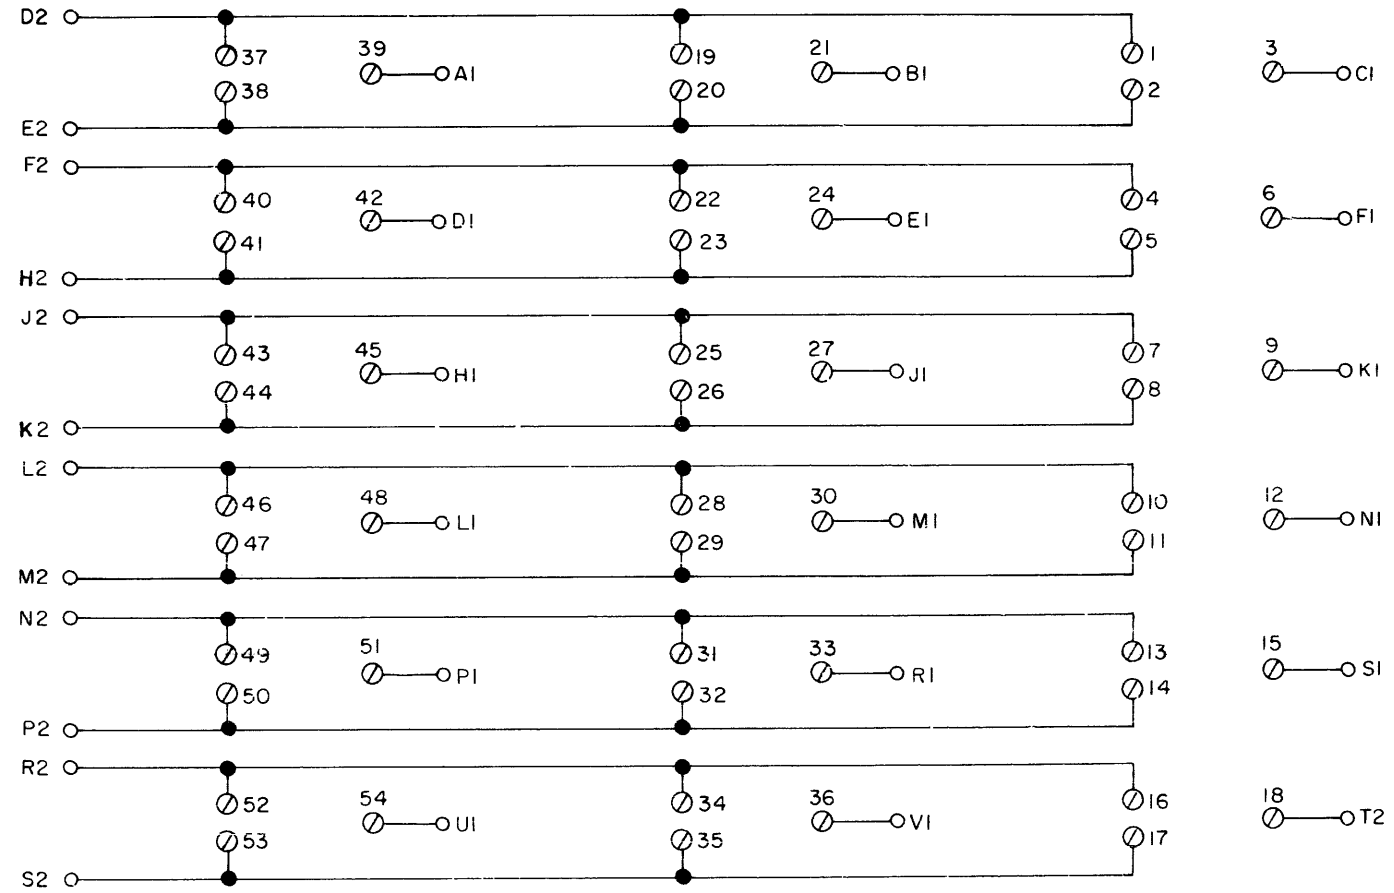 D2
37 39 A1 19 21 B1 1 3 C1
38 20 2
E2
F2
40 42 D1 22 24 E1 4 6 F1
41 23 5
H2
J2
43 45 H1 25 27 J1 7 9 K1
44 26 8
K2
L2
46 48 L1 28 30 M1 10 12 N1
47 29 11
M2
N2
49 51 P1 31 33 R1 13 15 S1
50 32 14
P2
R2
52 54 U1 34 36 V1 16 18 T2
53 35 17
S2